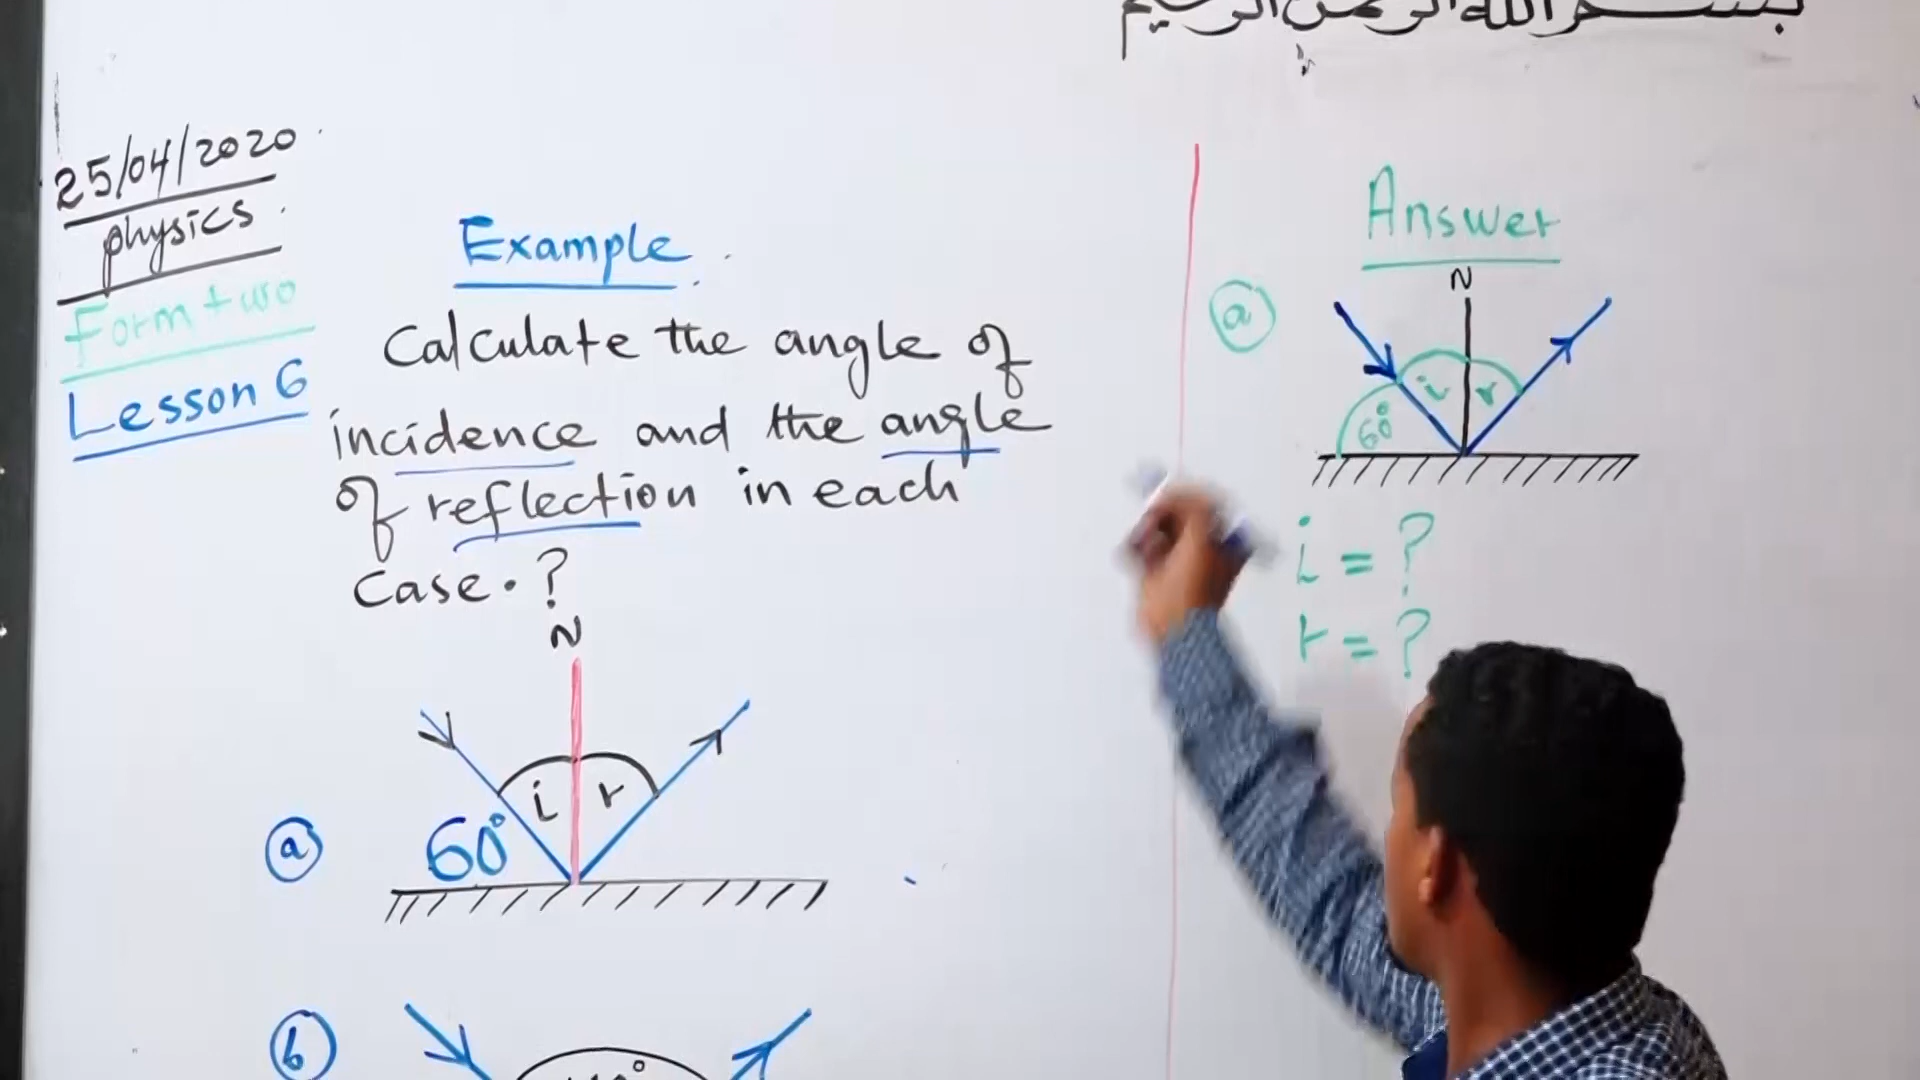 بسم الله الرحمن الرحيم
25/04/2020
physics
Form two
Lesson 6
Example
Calculate the angle of
incidence and the angle
of reflection in each
case.?
N
i r
60°
a
b
Answer
a
N
i r
60°
i = ?
r = ?